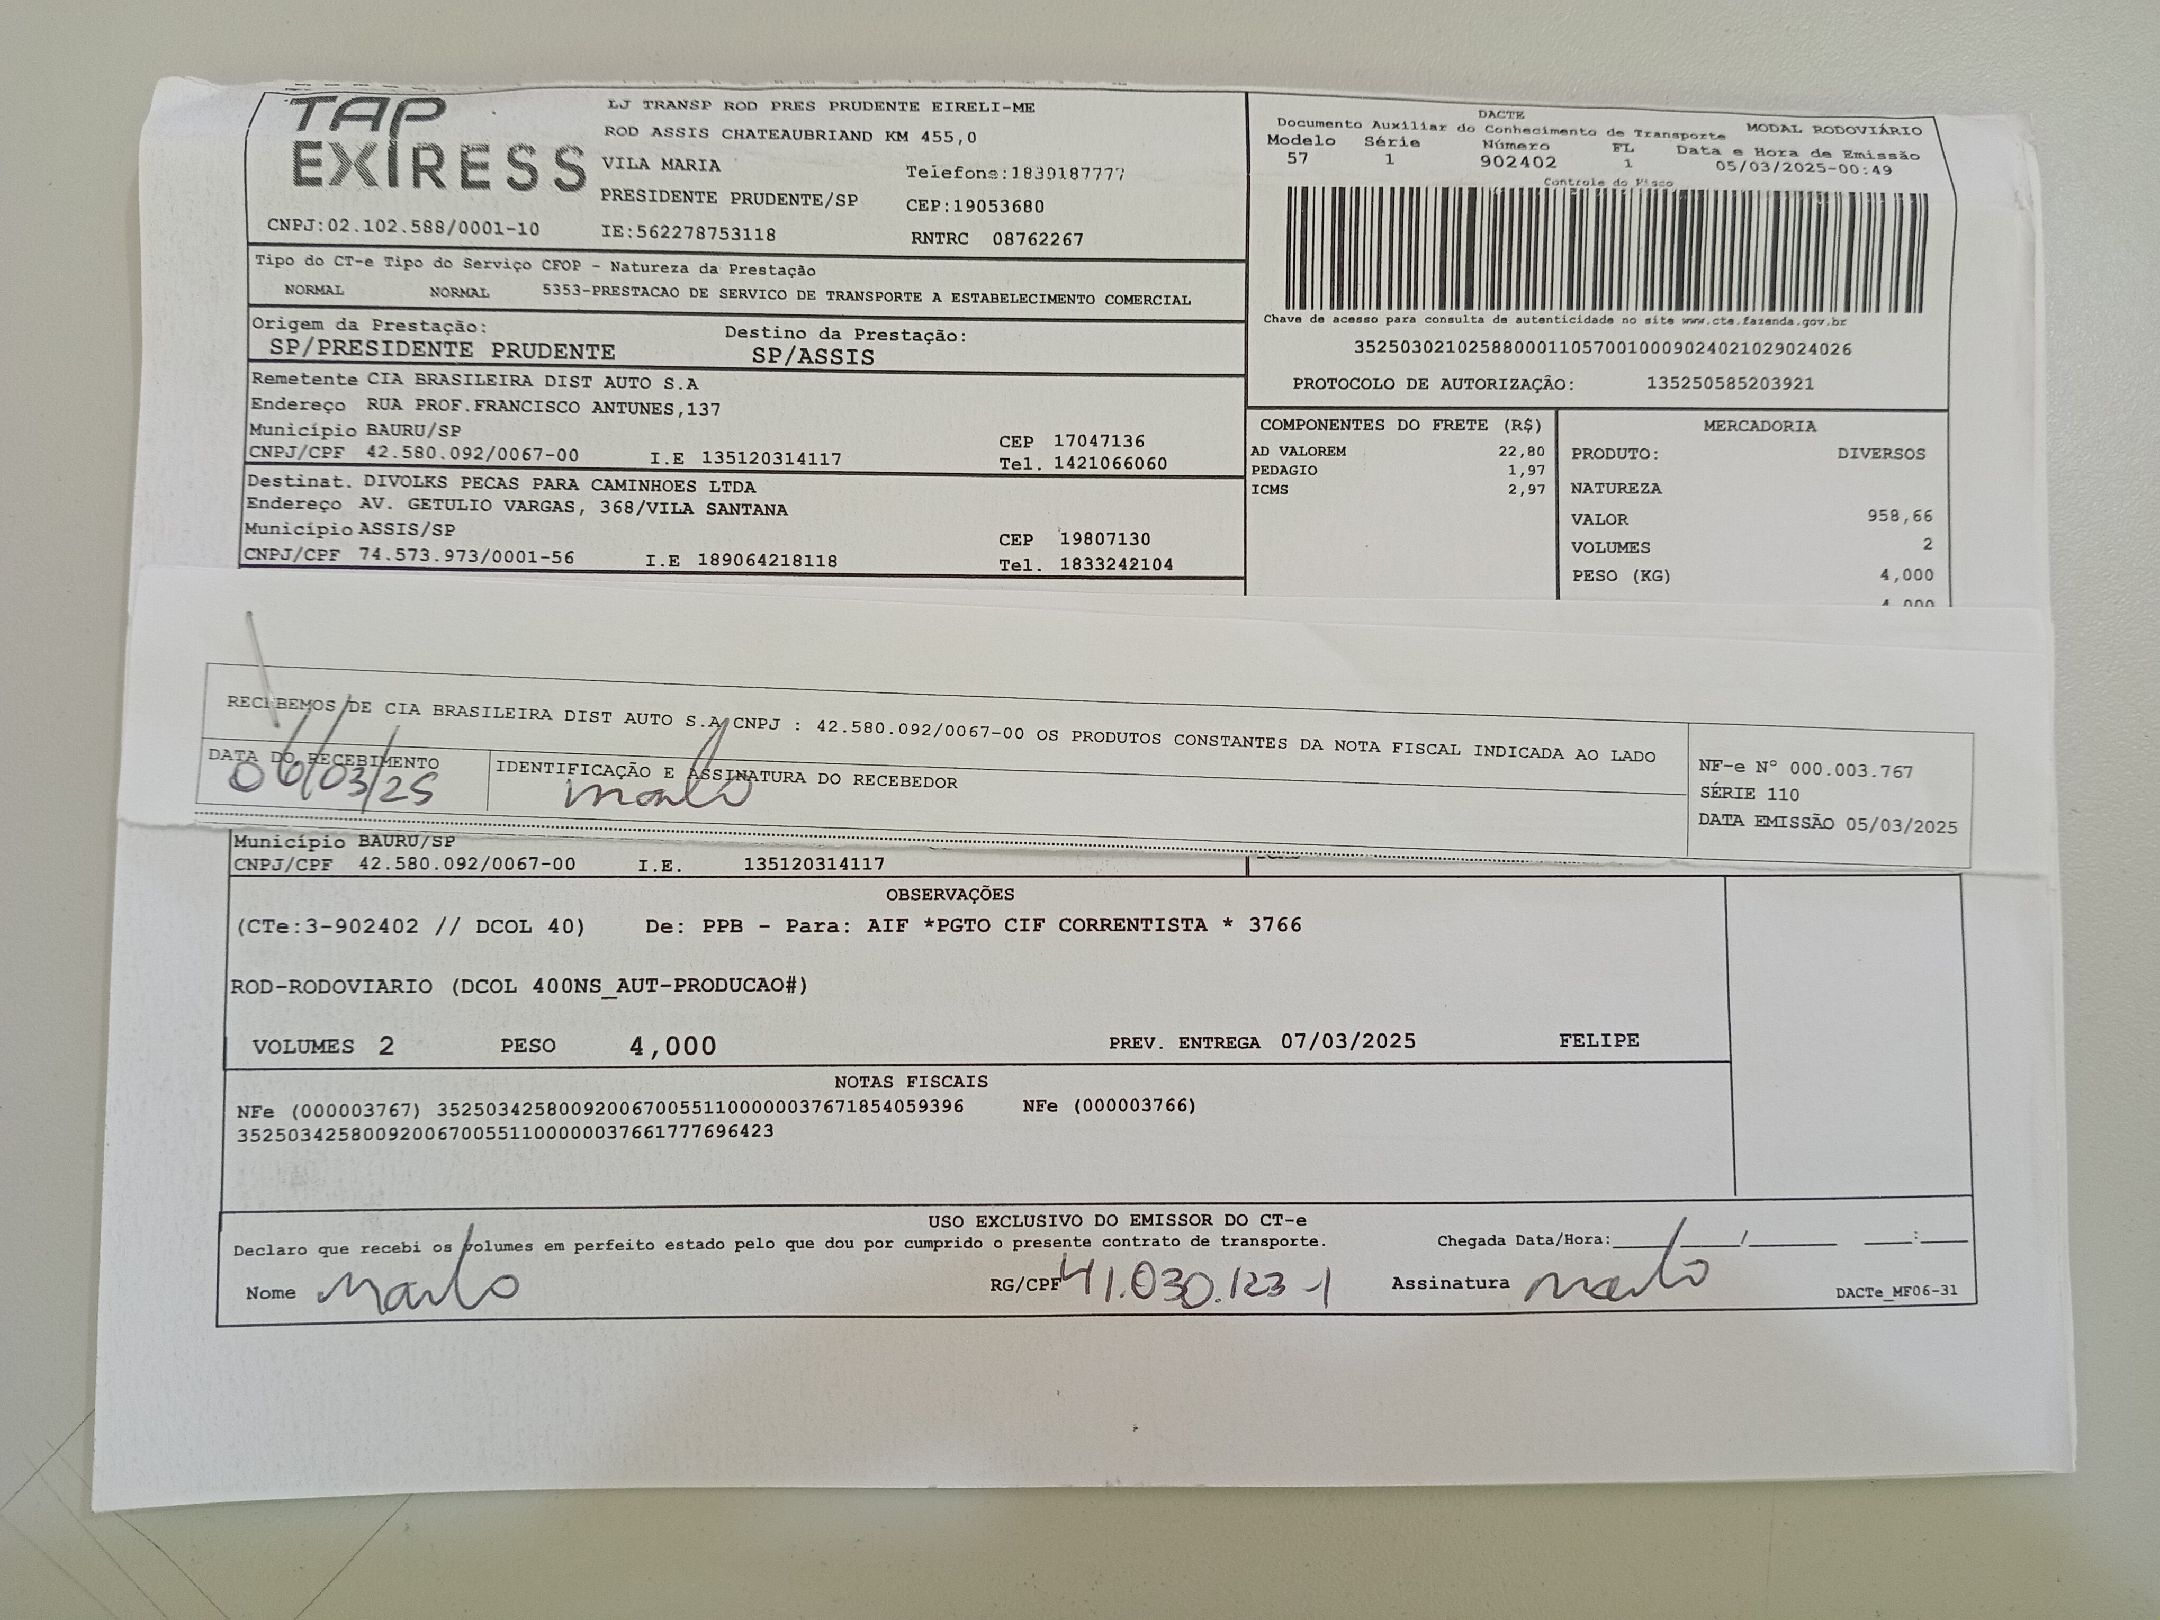 TAP
EXPRESS
LJ TRANSP ROD PRES PRUDENTE EIRELI-ME
ROD ASSIS CHATEAUBRIAND KM 455,0
VILA MARIA
Telefone:1839187777
PRESIDENTE PRUDENTE/SP
CEP:19053680
CNPJ:02.102.588/0001-10
IE:562278753118
RNTRC 08762267
DACTE
Documento Auxiliar do Conhecimento de Transporte MODAL RODOVIÁRIO
Modelo Série Número FL Data e Hora de Emissão
57 1 902402 1 05/03/2025-00:49
Controle do Fisco
Chave de acesso para consulta de autenticidade no site www.cte.fazenda.gov.br
35250302102588000110570010009024021029024026
PROTOCOLO DE AUTORIZAÇÃO: 135250585203921
Tipo do CT-e Tipo do Serviço CFOP - Natureza da Prestação
NORMAL NORMAL 5353-PRESTACAO DE SERVICO DE TRANSPORTE A ESTABELECIMENTO COMERCIAL
Origem da Prestação: Destino da Prestação:
SP/PRESIDENTE PRUDENTE SP/ASSIS
Remetente CIA BRASILEIRA DIST AUTO S.A
Endereço RUA PROF.FRANCISCO ANTUNES,137
Município BAURU/SP CEP 17047136
CNPJ/CPF 42.580.092/0067-00 I.E 135120314117 Tel. 1421066060
Destinat. DIVOLKS PECAS PARA CAMINHOES LTDA
Endereço AV. GETULIO VARGAS, 368/VILA SANTANA
Município ASSIS/SP CEP 19807130
CNPJ/CPF 74.573.973/0001-56 I.E 189064218118 Tel. 1833242104
COMPONENTES DO FRETE (R$)
AD VALOREM 22,80
PEDAGIO 1,97
ICMS 2,97
MERCADORIA
PRODUTO: DIVERSOS
NATUREZA
VALOR 958,66
VOLUMES 2
PESO (KG) 4,000
4,000
RECEBEMOS DE CIA BRASILEIRA DIST AUTO S.A CNPJ : 42.580.092/0067-00 OS PRODUTOS CONSTANTES DA NOTA FISCAL INDICADA AO LADO
DATA DO RECEBIMENTO IDENTIFICAÇÃO E ASSINATURA DO RECEBEDOR
06/03/25
NF-e Nº 000.003.767
SÉRIE 110
DATA EMISSÃO 05/03/2025
Município BAURU/SP
CNPJ/CPF 42.580.092/0067-00 I.E. 135120314117
OBSERVAÇÕES
(CTe:3-902402 // DCOL 40) De: PPB - Para: AIF *PGTO CIF CORRENTISTA * 3766
ROD-RODOVIARIO (DCOL 400NS_AUT-PRODUCAO#)
VOLUMES 2 PESO 4,000 PREV. ENTREGA 07/03/2025 FELIPE
NOTAS FISCAIS
NFe (000003767) 35250342580092006700551100000037671854059396 NFe (000003766)
35250342580092006700551100000037661777696423
USO EXCLUSIVO DO EMISSOR DO CT-e
Declaro que recebi os volumes em perfeito estado pelo que dou por cumprido o presente contrato de transporte. Chegada Data/Hora:____/____/______ ___:___
Nome RG/CPF 41.030.123-1 Assinatura
DACTe_MF06-31